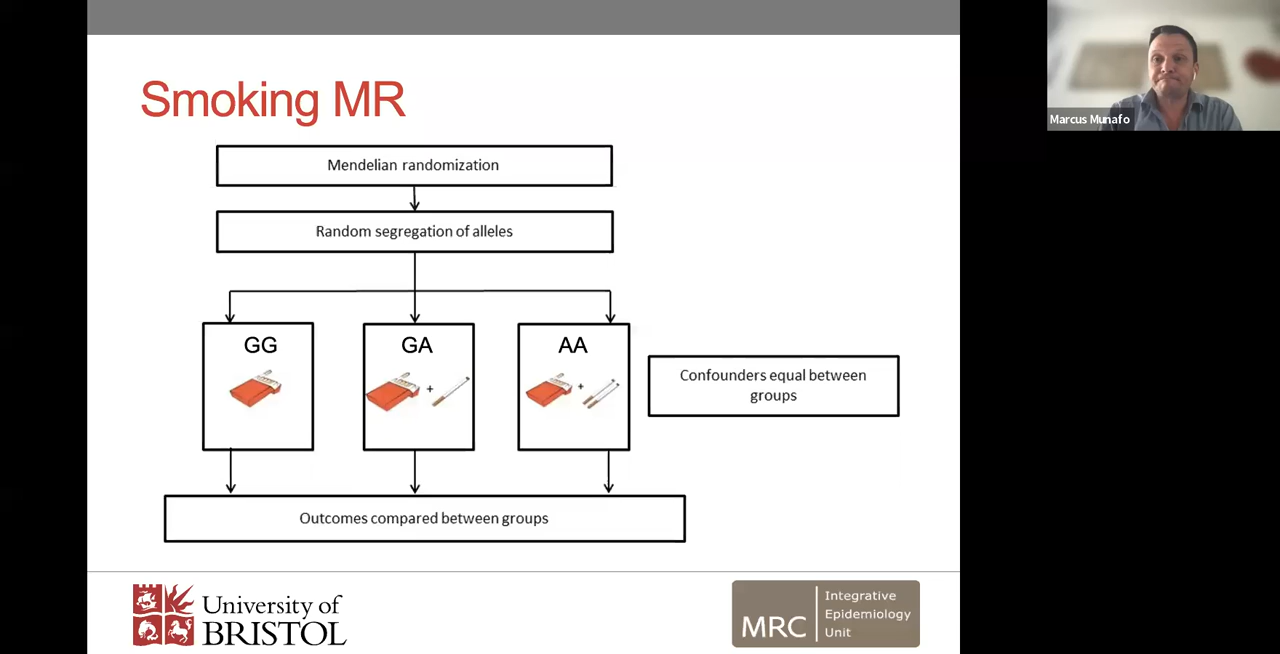 Smoking MR
Marcus Munafo
Mendelian randomization
Random segregation of alleles
GG
GA
AA
+
+
Confounders equal between
groups
Outcomes compared between groups
University of
BRISTOL
MRC
Integrative
Epidemiology
Unit